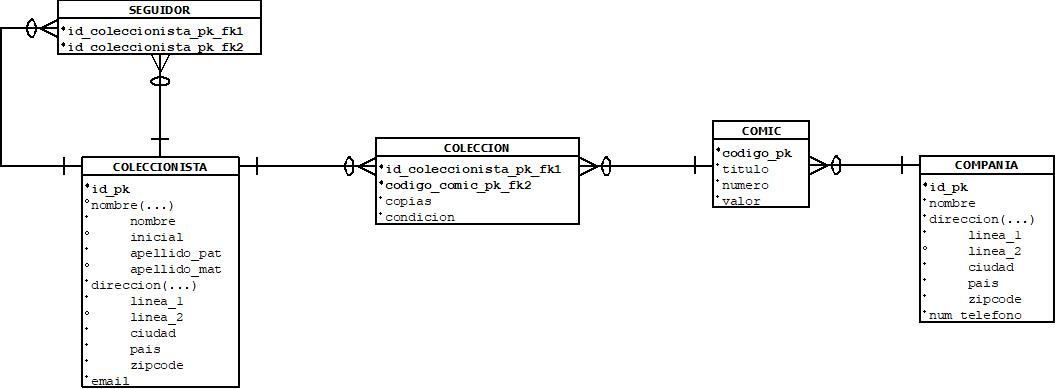 SEGUIDOR
id_coleccionista_pk_fk1
id_coleccionista_pk_fk2
COLECCIONISTA
id_pk
nombre(...)
nombre
inicial
apellido_pat
apellido_mat
direccion(...)
linea_1
linea_2
ciudad
pais
zipcode
email
COLECCION
id_coleccionista_pk_fk1
codigo_comic_pk_fk2
copias
condicion
COMIC
codigo_pk
titulo
numero
valor
COMPANIA
id_pk
nombre
direccion(...)
linea_1
linea_2
ciudad
pais
zipcode
num_telefono